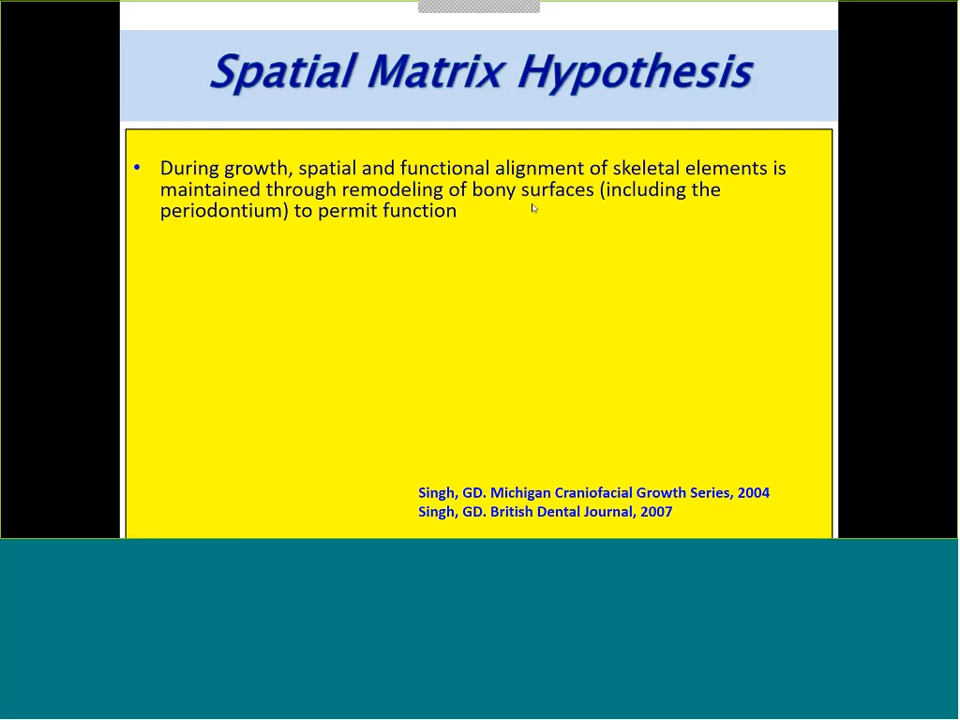 Spatial Matrix Hypothesis
• During growth, spatial and functional alignment of skeletal elements is
maintained through remodeling of bony surfaces (including the
periodontium) to permit function
Singh, GD. Michigan Craniofacial Growth Series, 2004
Singh, GD. British Dental Journal, 2007